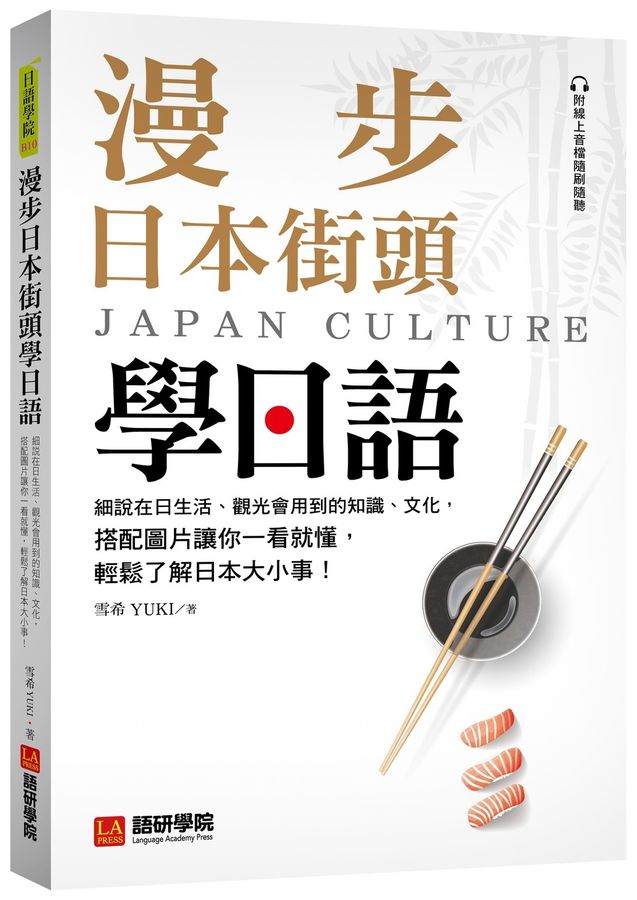 漫步
日本街頭
JAPAN CULTURE
學日語
細說在日生活、觀光會用到的知識、文化，
搭配圖片讓你一看就懂，
輕鬆了解日本大小事！
雪希 YUKI／著
附線上音檔隨刷隨聽
LA
PRESS
語研學院
Language Academy Press
日語學院
B10
漫步日本街頭學日語
細說在日生活、觀光會用到的知識、文化，
搭配圖片讓你一看就懂，輕鬆了解日本大小事！
雪希 YUKI・著
LA
PRESS
語研學院